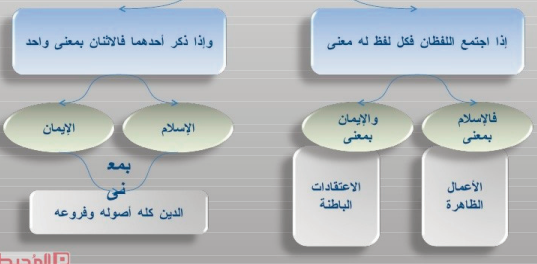 إذا اجتمع اللفظان فكل لفظ له معنى
وإذا ذكر أحدهما فالاثنان بمعنى واحد
فالإسلام
بمعنى
والإيمان
بمعنى
الإسلام
الإيمان
الأعمال
الظاهرة
الاعتقادات
الباطنة
بمع
نى
الدين كله أصوله وفروعه